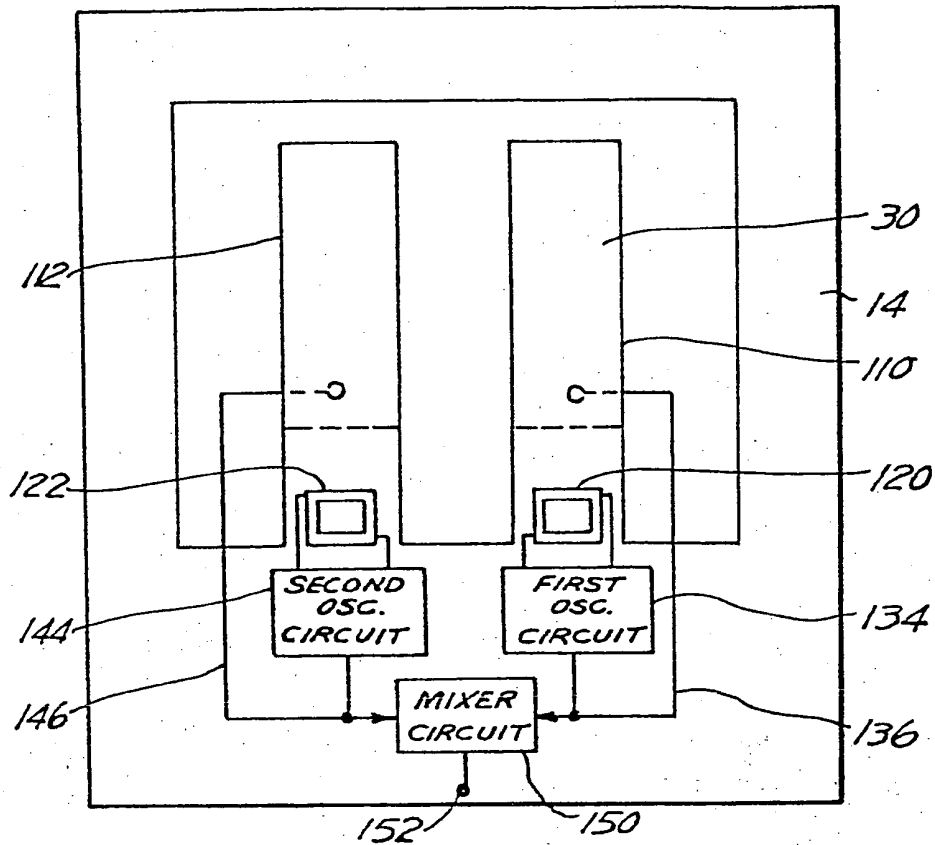 30
112
14
110
122
120
SECOND
OSC.
CIRCUIT
FIRST
OSC.
CIRCUIT
144
134
MIXER
CIRCUIT
146
136
152
150